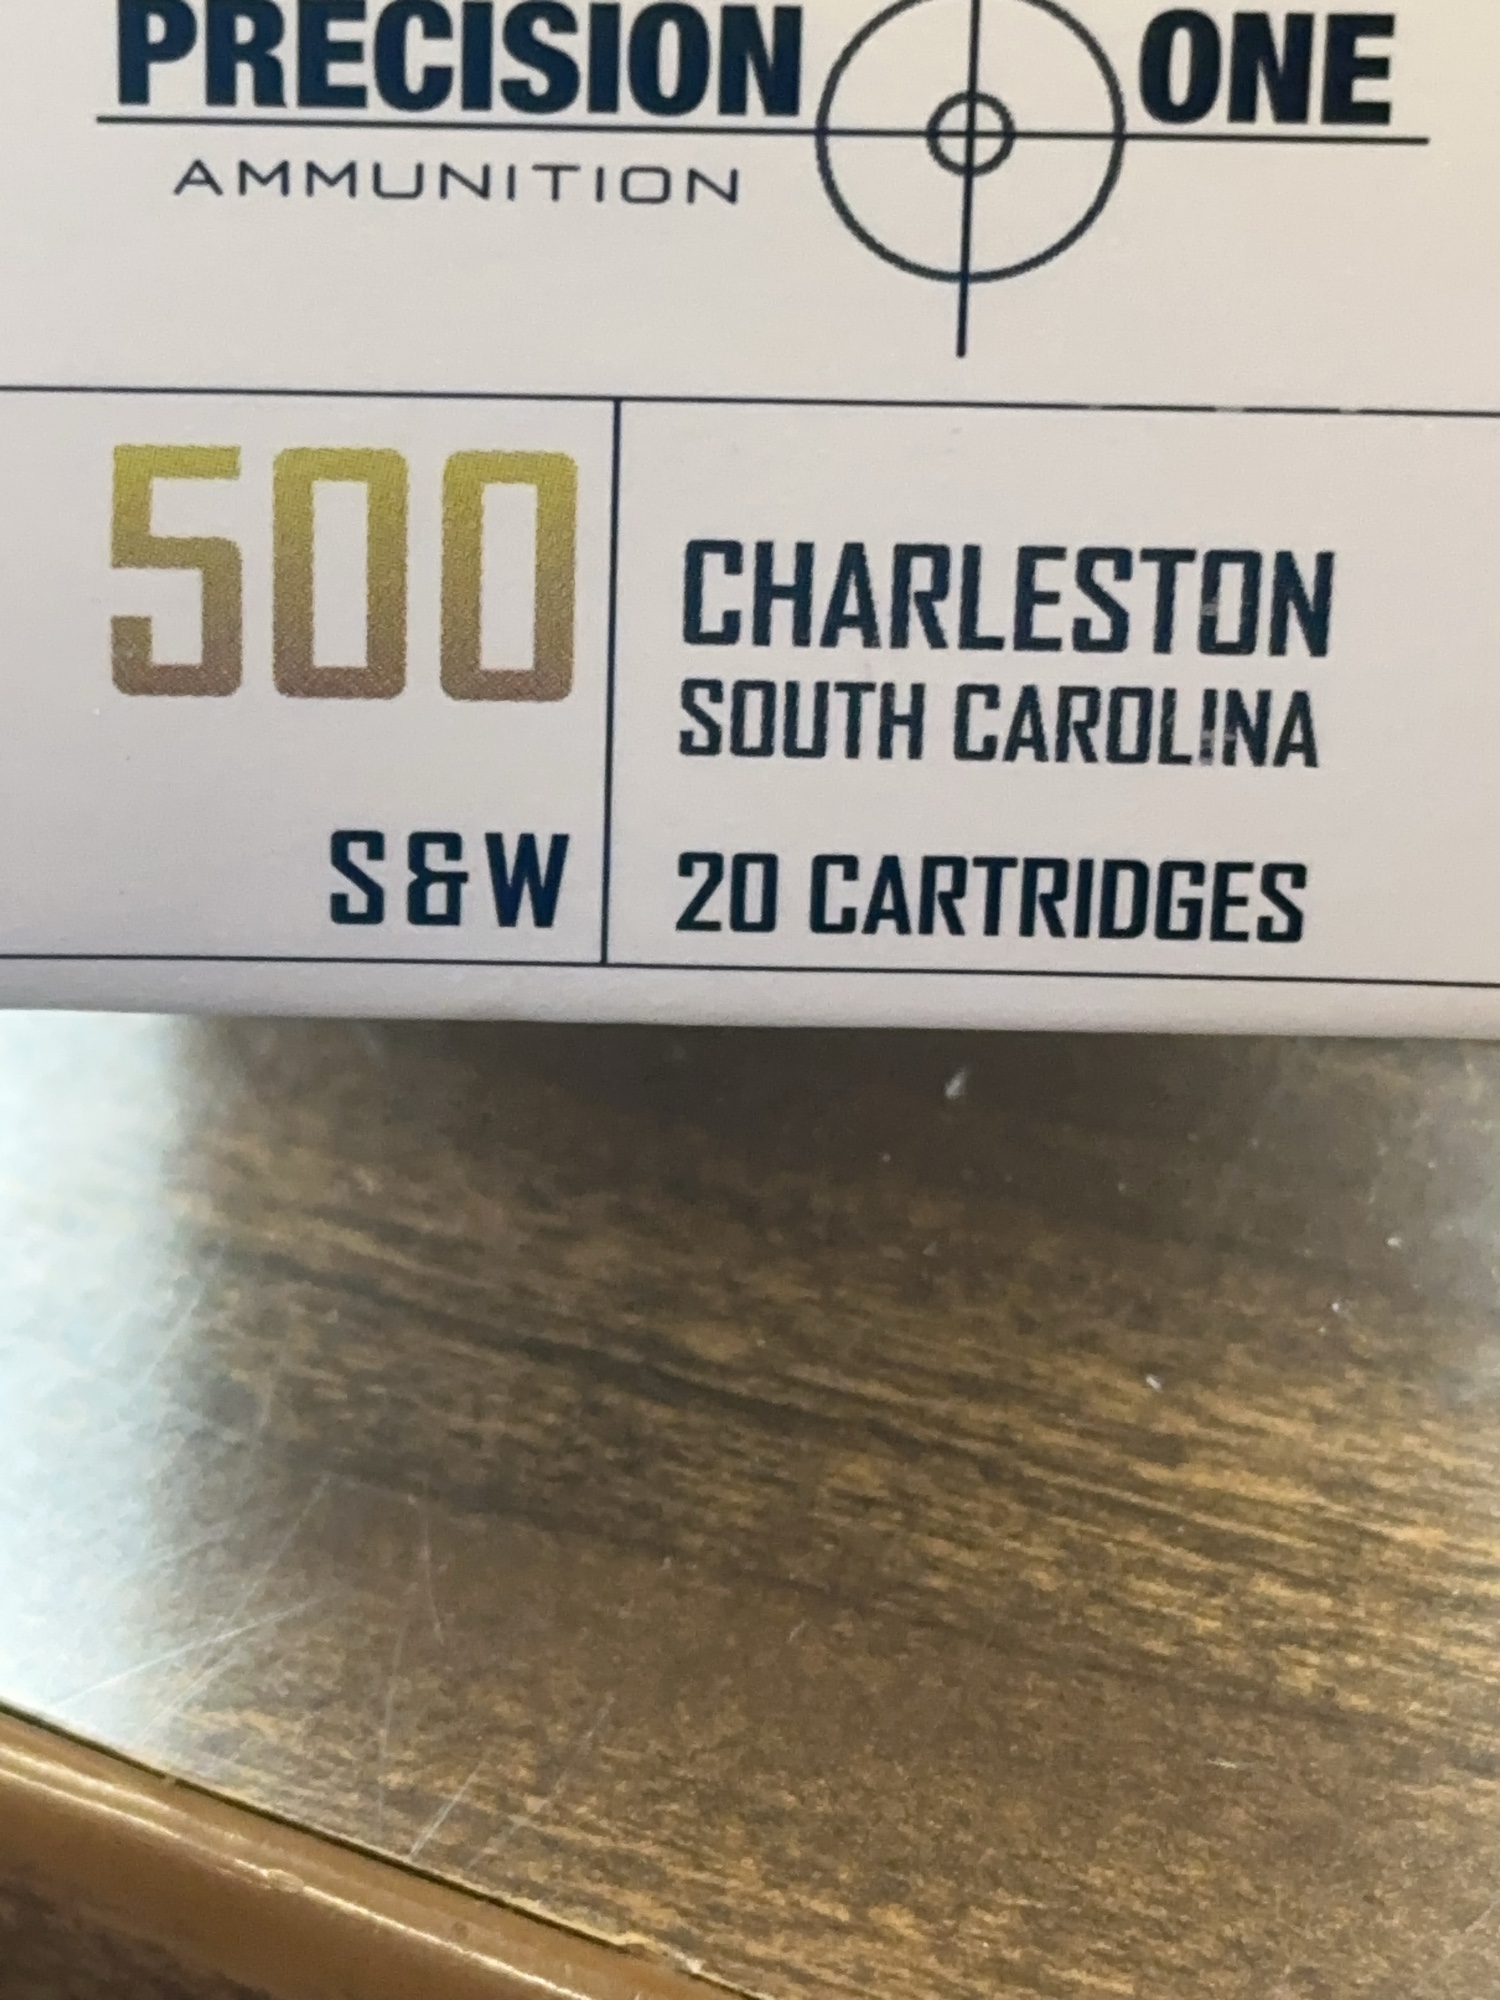 PRECISION ONE
AMMUNITION
500
S&W
CHARLESTON
SOUTH CAROLINA
20 CARTRIDGES